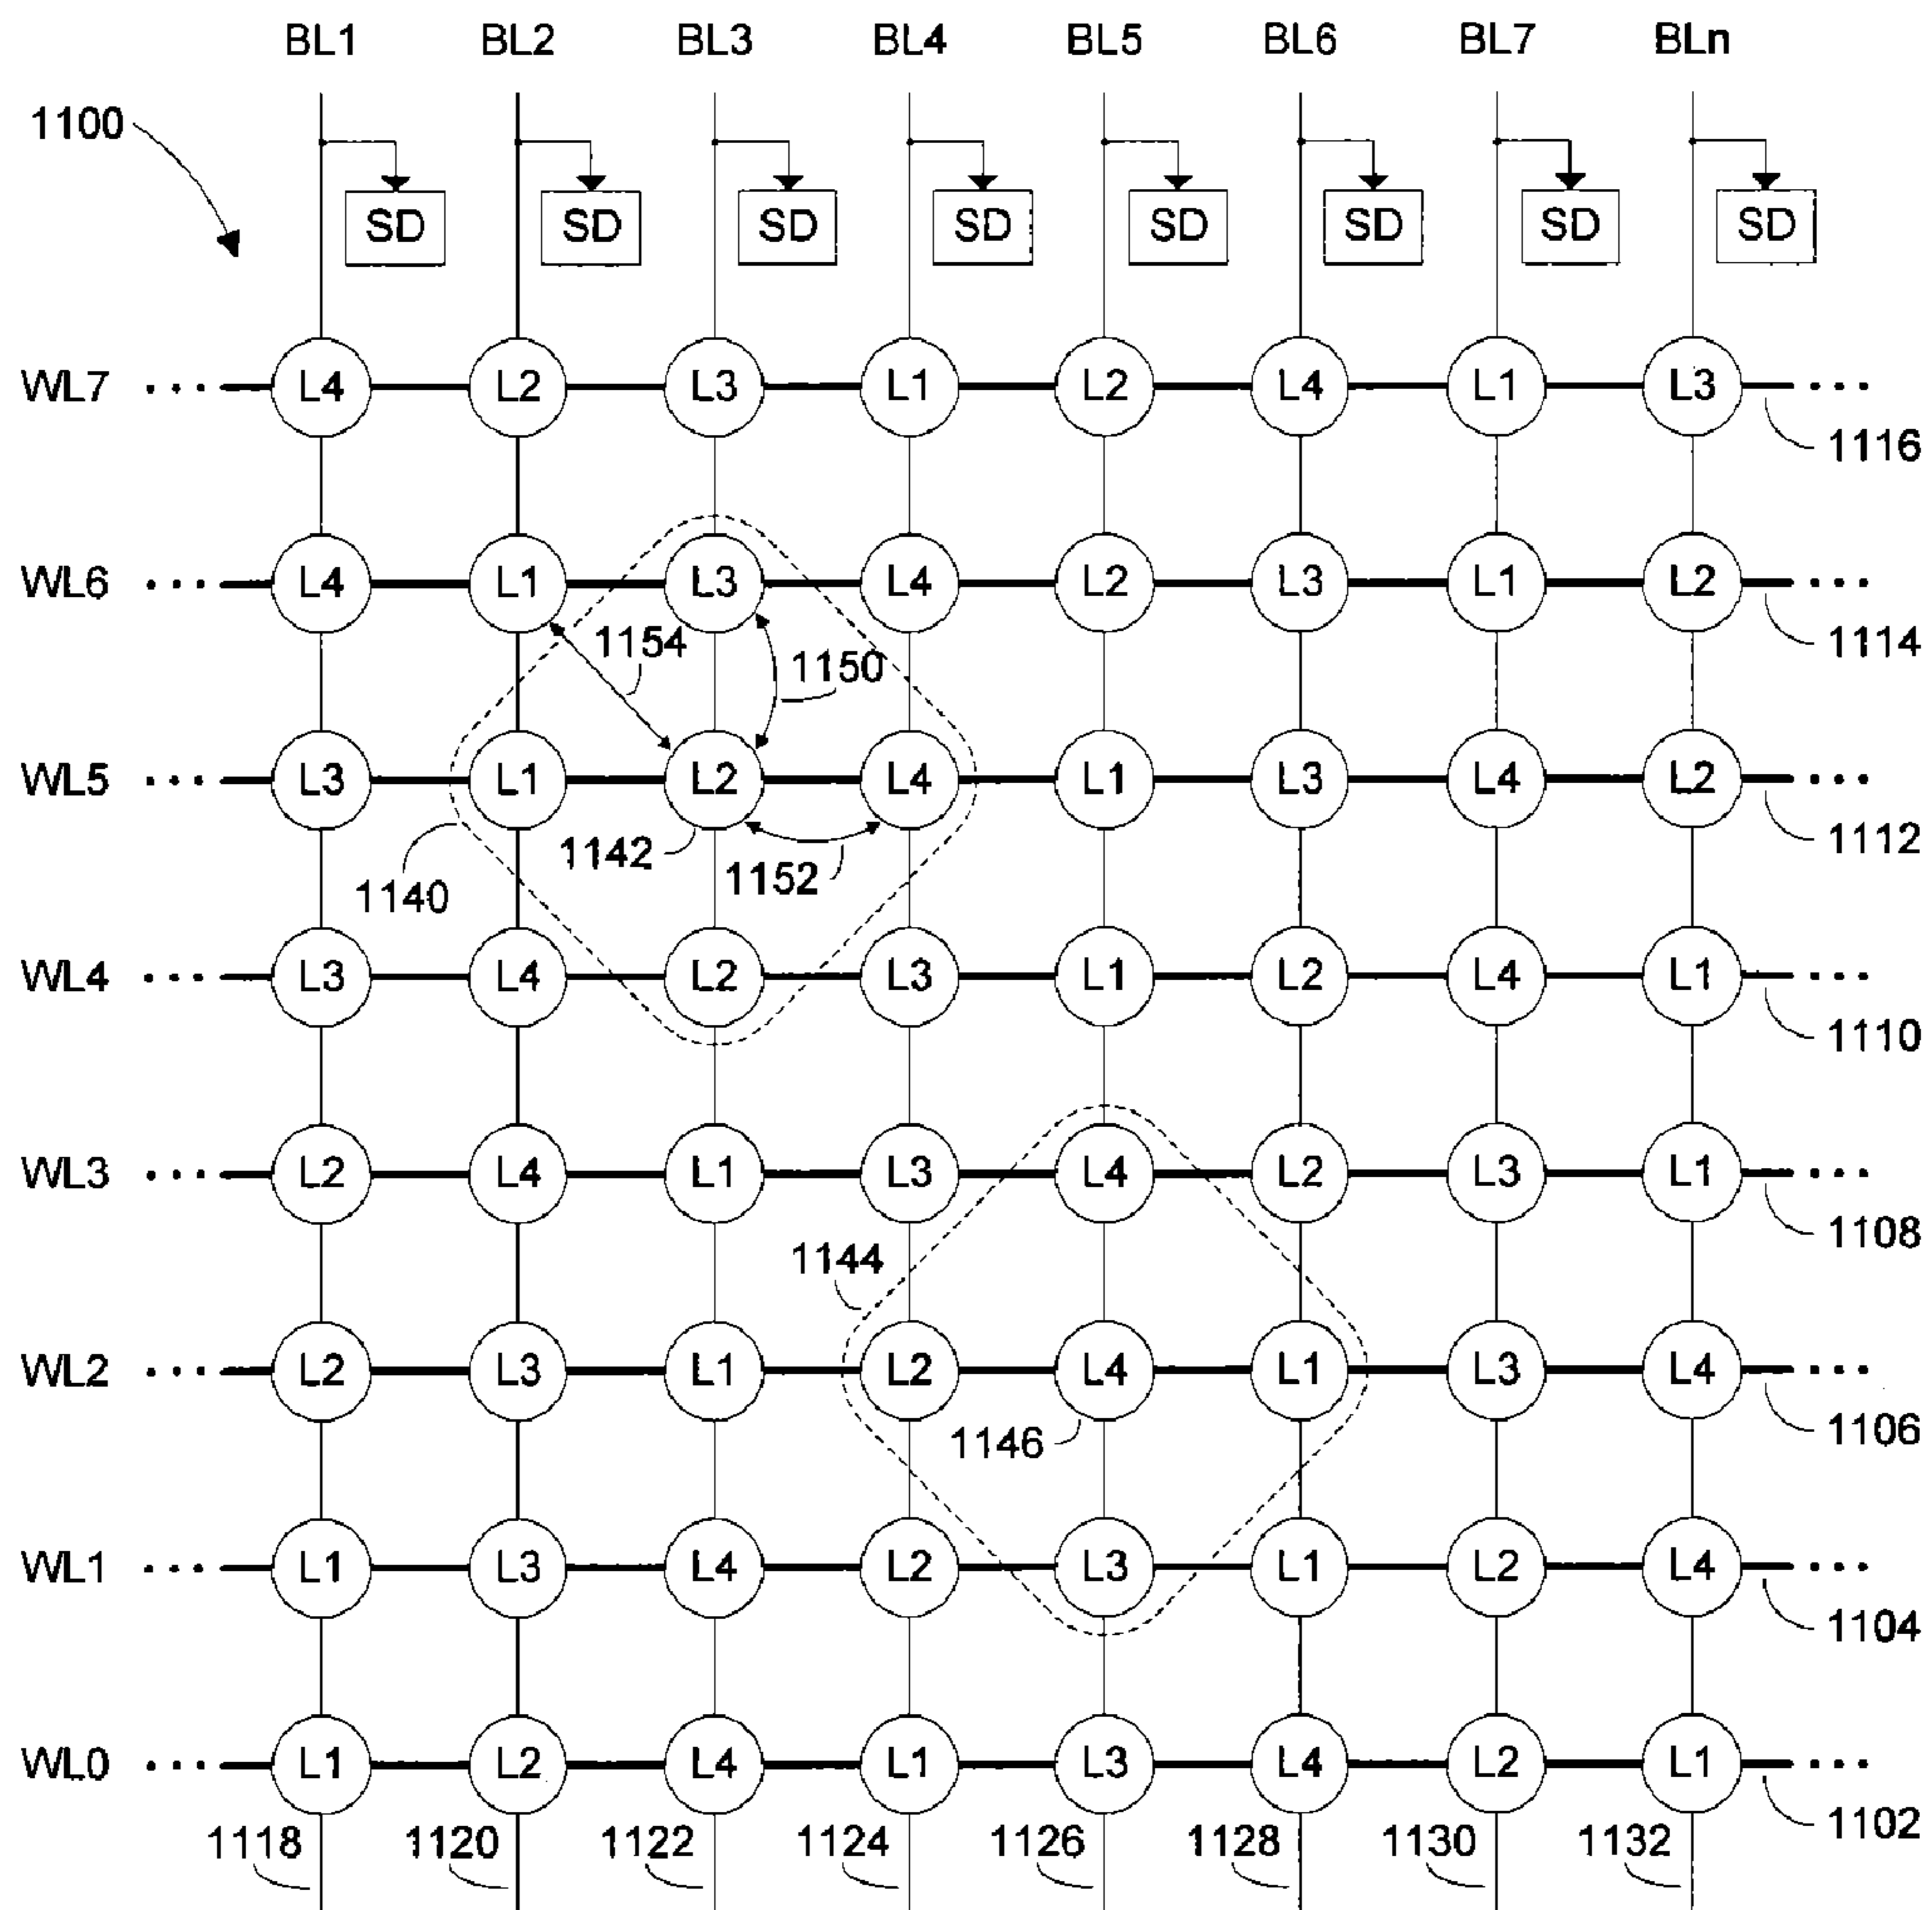 BL1 BL2 BL3 BL4 BL5 BL6 BL7 BLn
1100
SD SD SD SD SD SD SD SD
WL7 ... L4 L2 L3 L1 L2 L4 L1 L3 ...
1116
WL6 ... L4 L1 L3 L4 L2 L3 L1 L2 ...
1154 1150 1114
WL5 ... L3 L1 L2 L4 L1 L3 L4 L2 ...
1140 1142 1152 1112
WL4 ... L3 L4 L2 L3 L1 L2 L4 L1 ...
1110
WL3 ... L2 L4 L1 L3 L4 L2 L3 L1 ...
1144 1108
WL2 ... L2 L3 L1 L2 L4 L1 L3 L4 ...
1146 1106
WL1 ... L1 L3 L4 L2 L3 L1 L2 L4 ...
1104
WL0 ... L1 L2 L4 L1 L3 L4 L2 L1 ...
1102
1118 1120 1122 1124 1126 1128 1130 1132